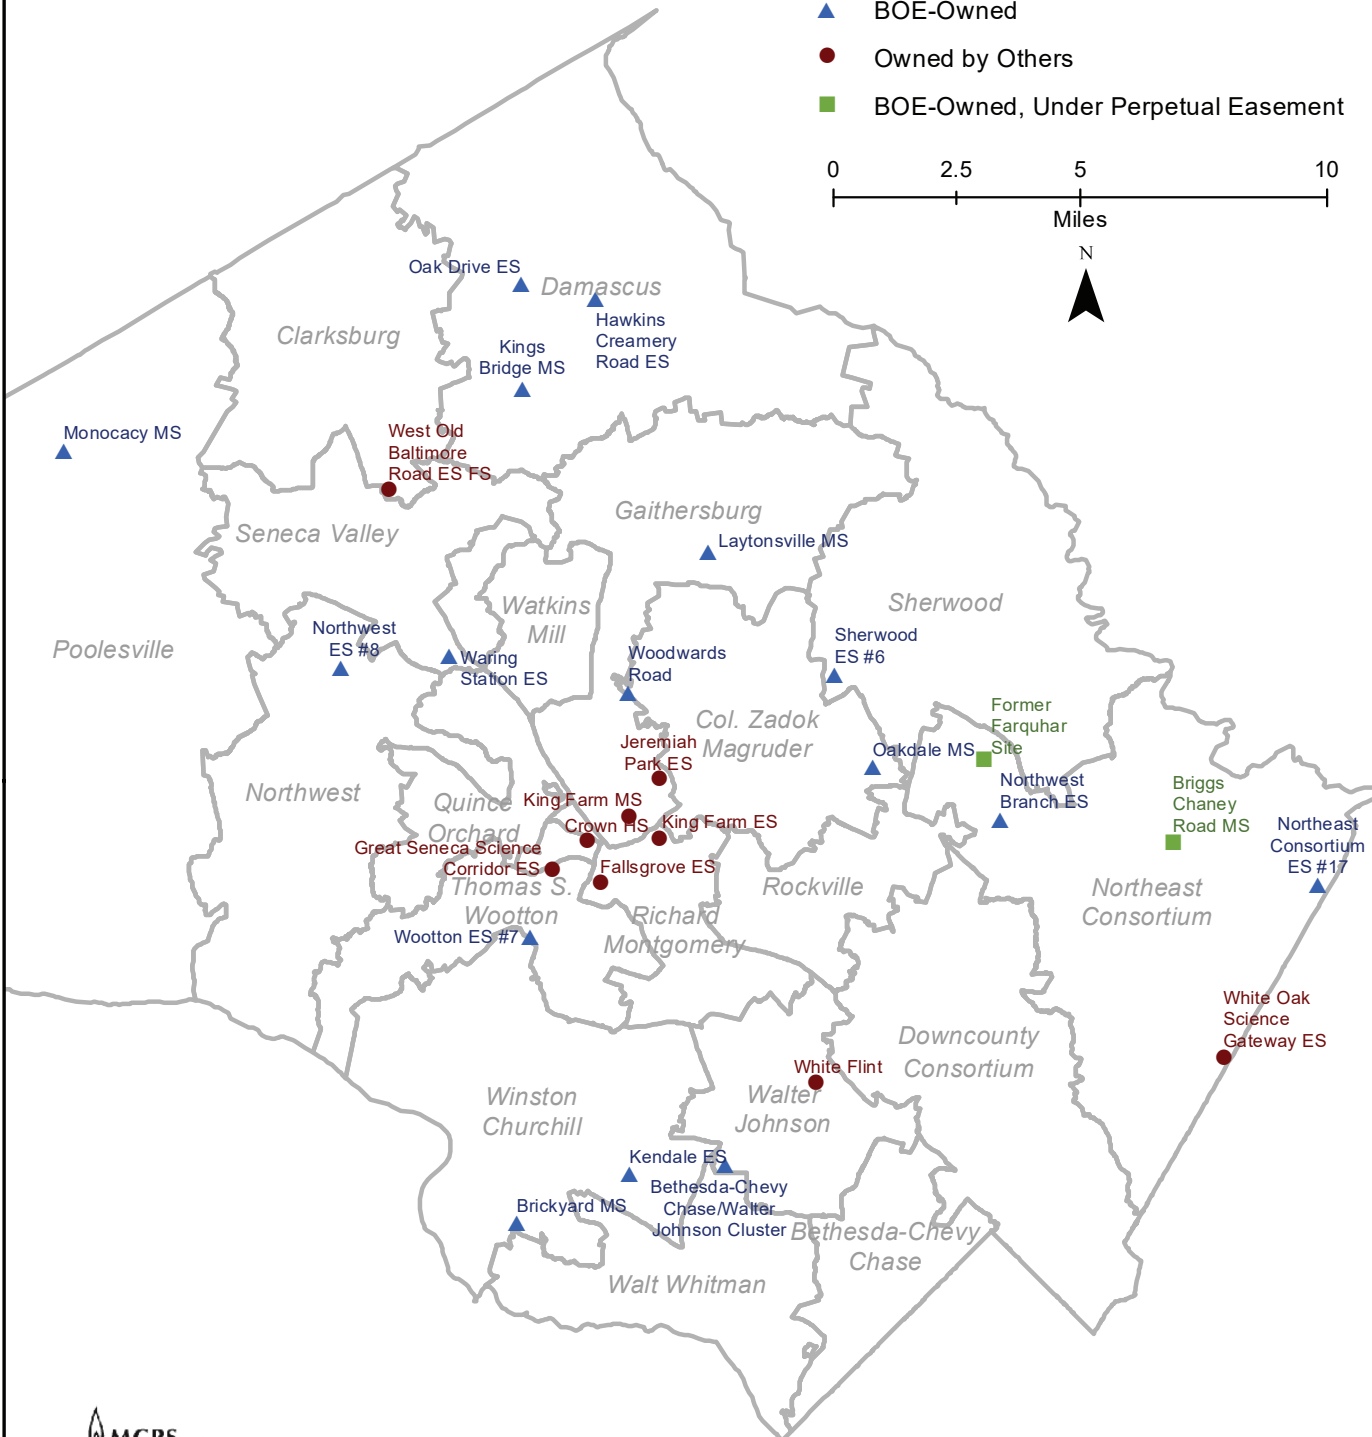 BOE-Owned
Owned by Others
BOE-Owned, Under Perpetual Easement
0
2.5
5
10
Miles
N
Oak Drive ES
Damascus
Hawkins
Creamery
Road ES
Clarksburg
Kings
Bridge MS
Monocacy MS
West Old
Baltimore
Road ES FS
Seneca Valley
Gaithersburg
Laytonsville MS
Watkins
Mill
Sherwood
Poolesville
Northwest
ES #8
Waring
Station ES
Woodwards
Road
Sherwood
ES #6
Col. Zadok
Magruder
Former
Farquhar
Site
Oakdale MS
Jeremiah
Park ES
Northwest
Branch ES
Northwest
Quince
Orchard
King Farm MS
Crown HS
King Farm ES
Briggs
Chaney
Road MS
Northeast
Consortium
ES #17
Great Seneca Science
Corridor ES
Fallsgrove ES
Thomas S.
Wootton
Rockville
Northeast
Consortium
Richard
Montgomery
Wootton ES #7
White Oak
Science
Gateway ES
Downcounty
Consortium
White Flint
Walter
Johnson
Winston
Churchill
Kendale ES
Bethesda-Chevy
Chase/Walter
Johnson Cluster
Brickyard MS
Bethesda-Chevy
Chase
Walt Whitman
MCPS